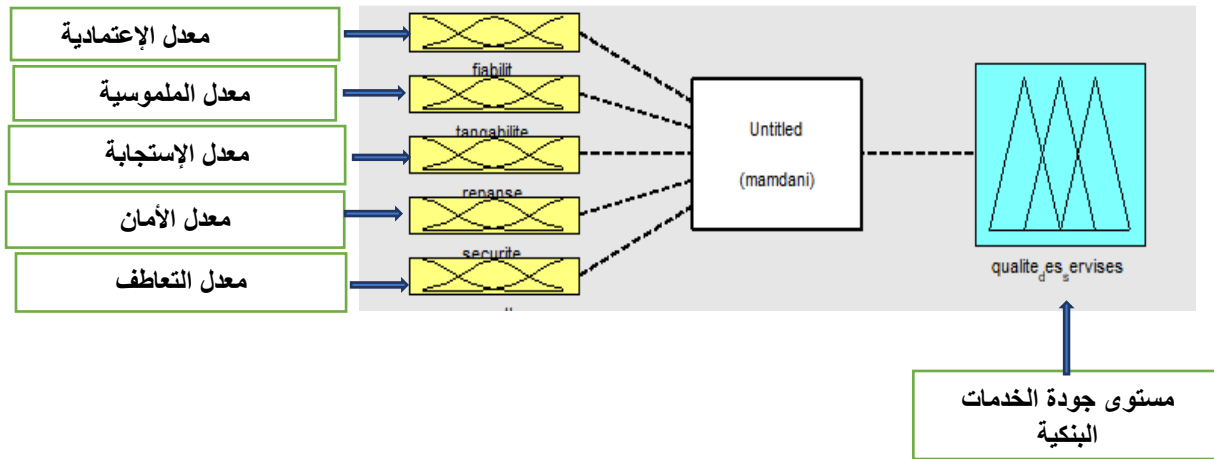 معدل الإعتمادية
fiabilit
معدل الملموسية
tangabilite
معدل الإستجابة
repanse
معدل الأمان
securite
معدل التعاطف
Untitled
(mamdani)
qualite_des_servises
مستوى جودة الخدمات
البنكية